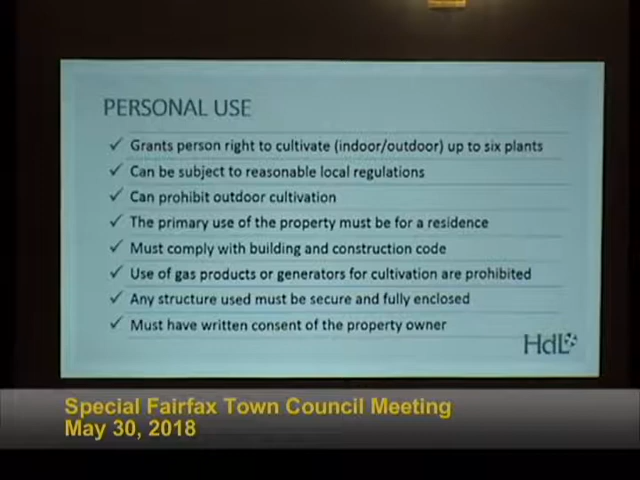 PERSONAL USE
✓ Grants person right to cultivate (indoor/outdoor) up to six plants
✓ Can be subject to reasonable local regulations
✓ Can prohibit outdoor cultivation
✓ The primary use of the property must be for a residence
✓ Must comply with building and construction code
✓ Use of gas products or generators for cultivation are prohibited
✓ Any structure used must be secure and fully enclosed
✓ Must have written consent of the property owner
HdL
Special Fairfax Town Council Meeting
May 30, 2018